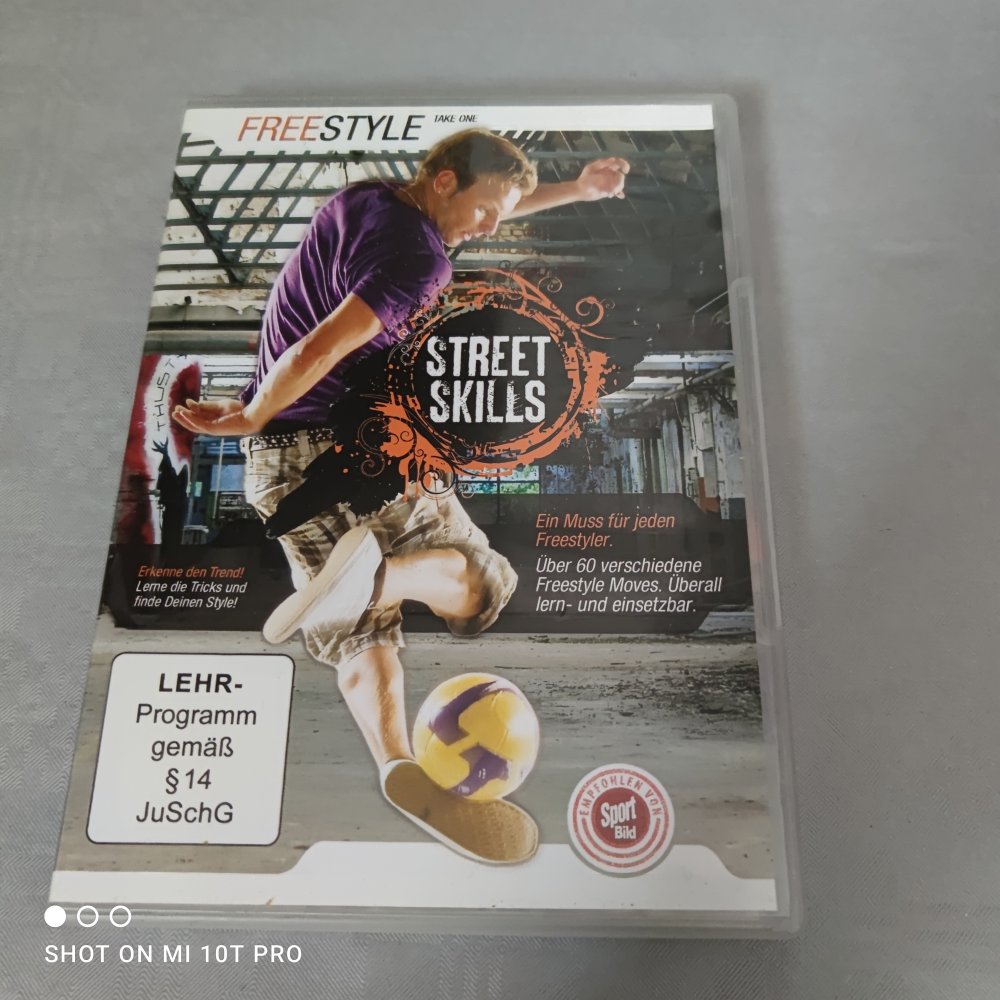 FREESTYLE TAKE ONE
THUST
STREET
SKILLS
Ein Muss für jeden
Freestyler.
Über 60 verschiedene
Freestyle Moves. Überall
lern- und einsetzbar.
Erkenne den Trend!
Lerne die Tricks und
finde Deinen Style!
LEHR-
Programm
gemäß
§ 14
JuSchG
EMPFOHLEN VON
Sport
Bild
SHOT ON MI 10T PRO